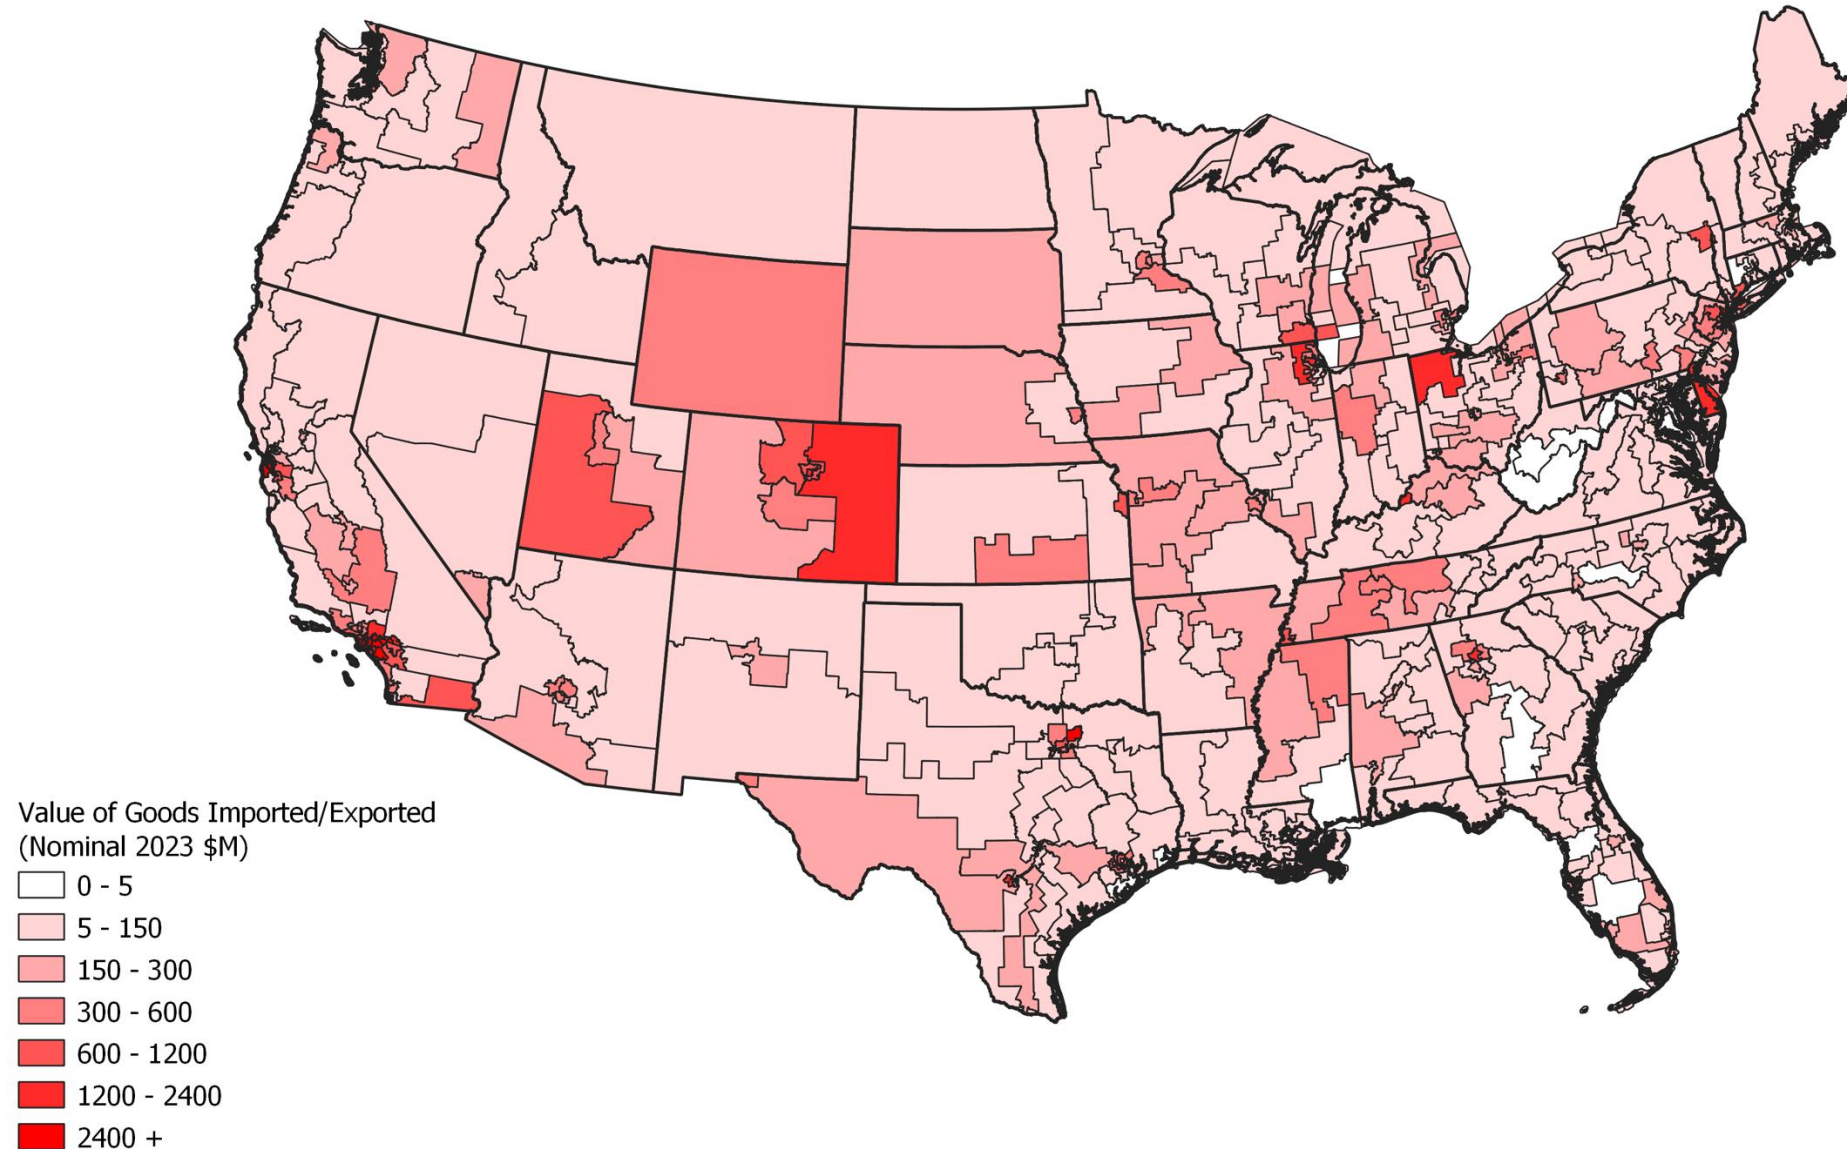 Value of Goods Imported/Exported
(Nominal 2023 $M)
0 - 5
5 - 150
150 - 300
300 - 600
600 - 1200
1200 - 2400
2400 +